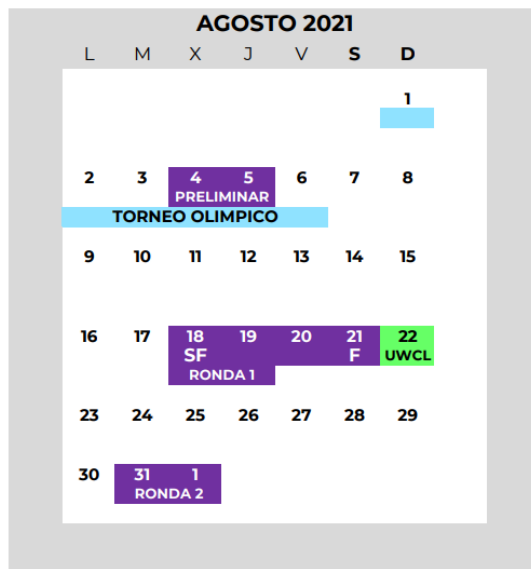 AGOSTO 2021
L M X J V S D
1
2 3 4 5 6 7 8
PRELIMINAR
TORNEO OLIMPICO
9 10 11 12 13 14 15
16 17 18 19 20 21 22
SF F UWCL
RONDA 1
23 24 25 26 27 28 29
30 31 1
RONDA 2